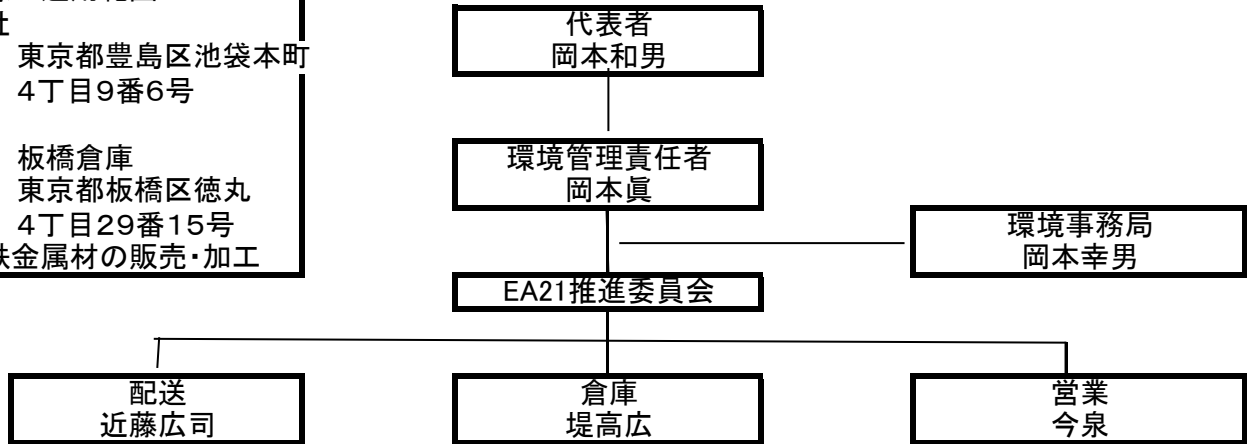 社
東京都豊島区池袋本町
4丁目9番6号
板橋倉庫
東京都板橋区徳丸
4丁目29番15号
鉄金属材の販売・加工
代表者
岡本和男
環境管理責任者
岡本眞
環境事務局
岡本幸男
EA21推進委員会
配送
近藤広司
倉庫
堤高広
営業
今泉